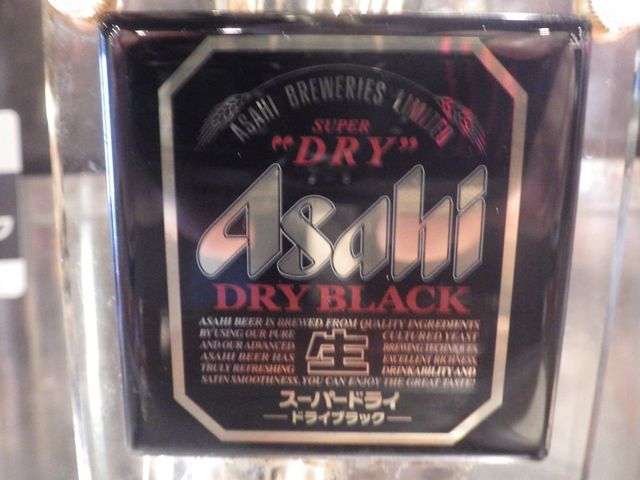 ASAHI BREWERIES LIMITED
SUPER
"DRY"
Asahi
DRY BLACK
ASAHI BEER IS BREWED FROM QUALITY INGREDIENTS
BY USING OUR PURE CULTURED YEAST
AND OUR ADVANCED BREWING TECHNIQUES
生
ASAHI BEER HAS EXCELLENT RICHNESS,
TRULY REFRESHING DRINKABILITY AND
SATIN SMOOTHNESS. YOU CAN ENJOY THE GREAT TASTE!
スーパードライ
ードライブラックー